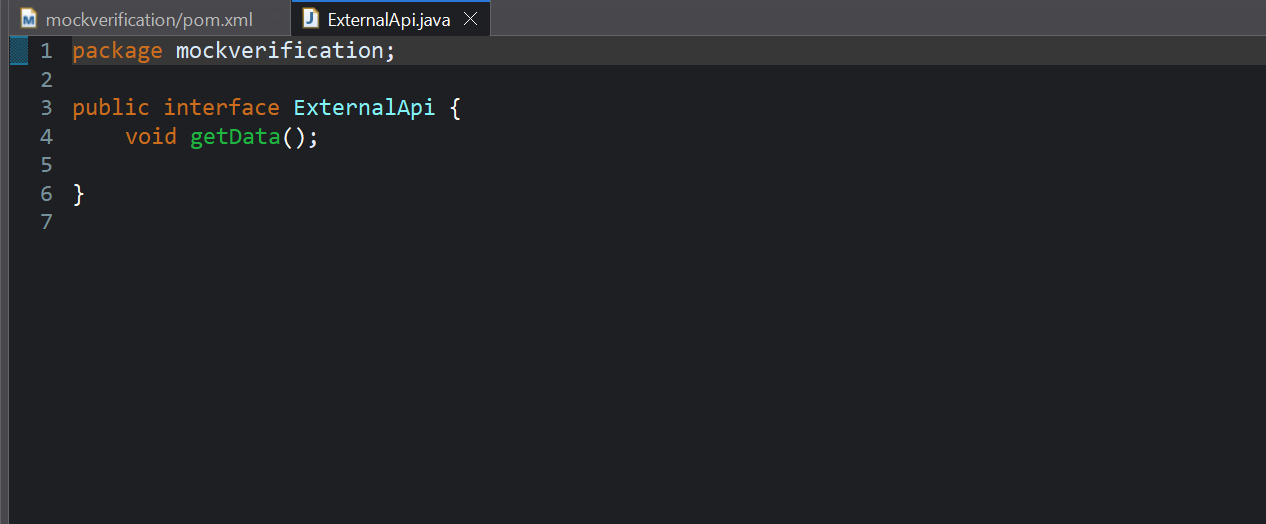 mockverification/pom.xml ExternalApi.java
1 package mockverification;
2
3 public interface ExternalApi {
4     void getData();
5
6 }
7